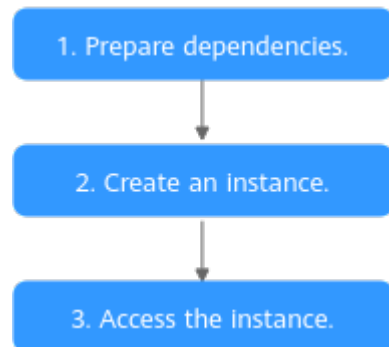 1. Prepare dependencies.
2. Create an instance.
3. Access the instance.